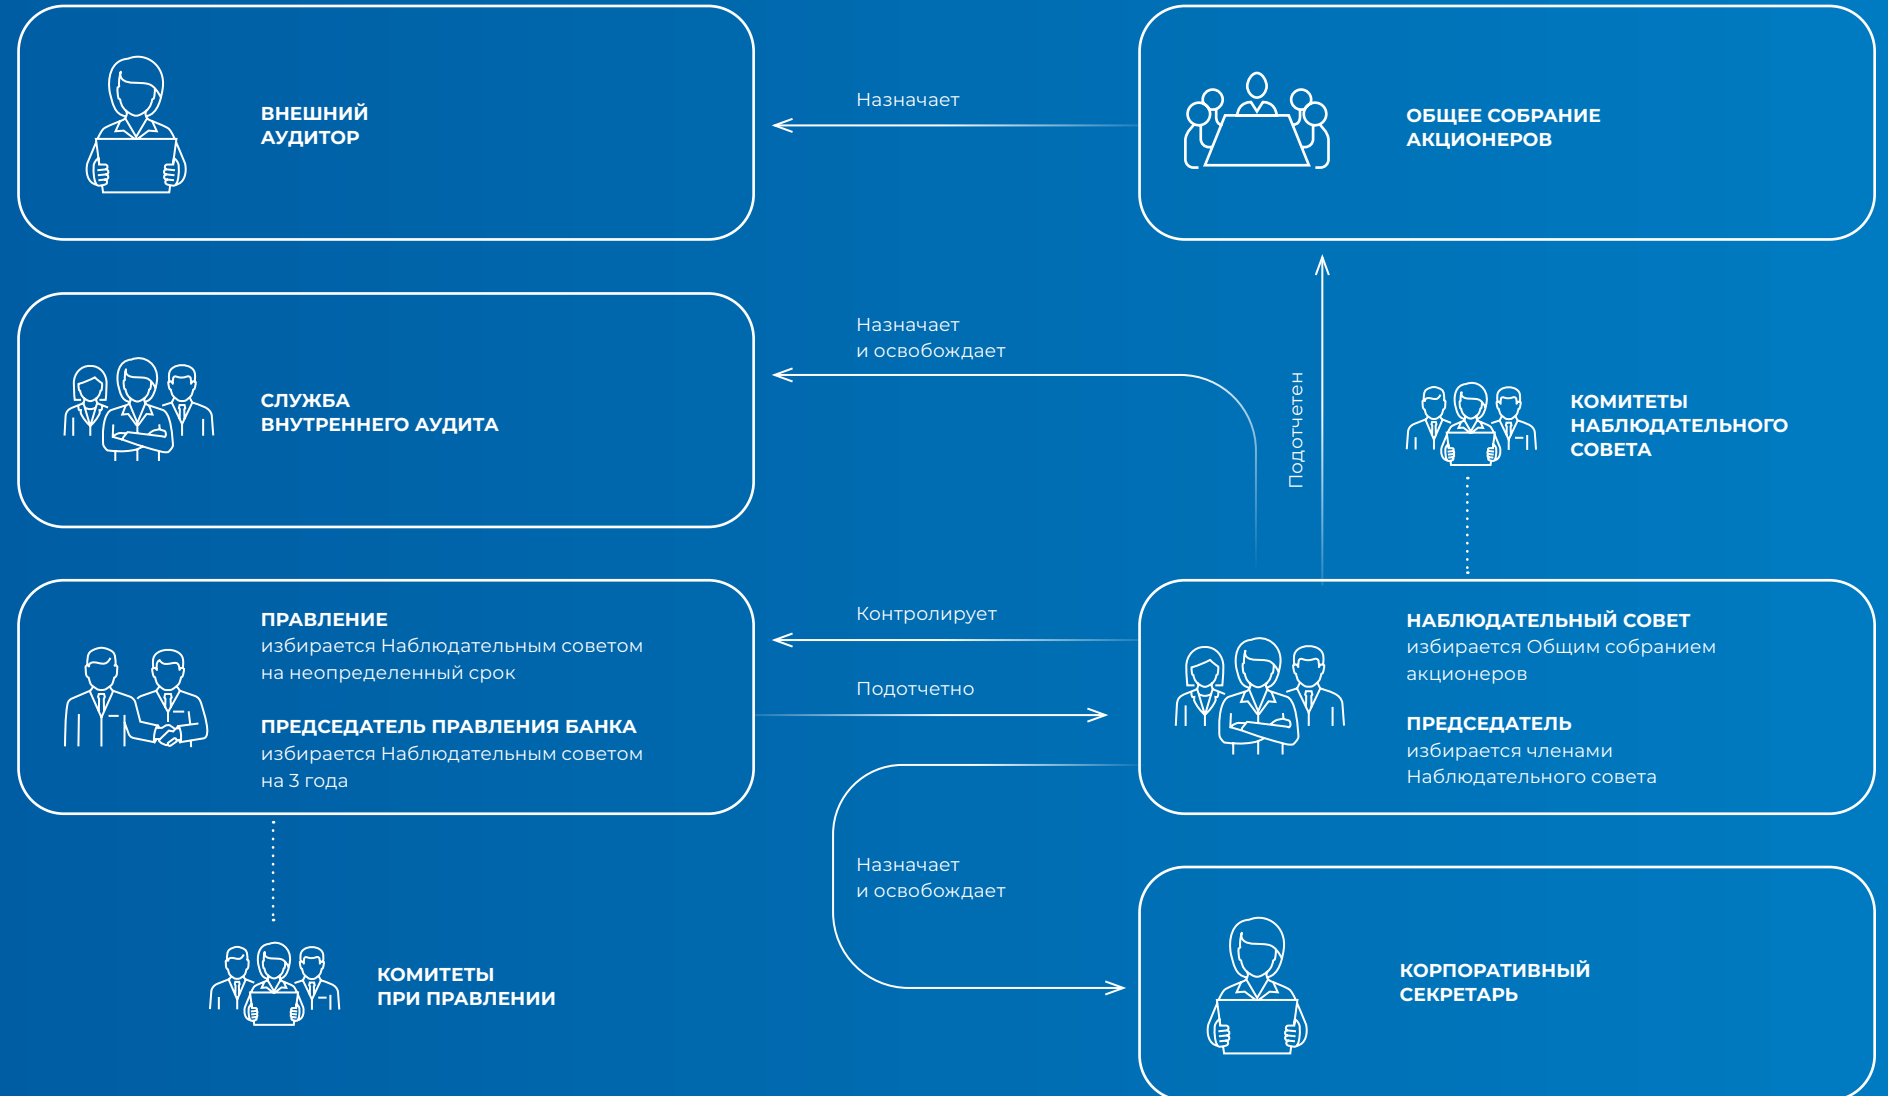 ВНЕШНИЙ
АУДИТОР
Назначает
ОБЩЕЕ СОБРАНИЕ
АКЦИОНЕРОВ
СЛУЖБА
ВНУТРЕННЕГО АУДИТА
Назначает
и освобождает
Подотчетен
КОМИТЕТЫ
НАБЛЮДАТЕЛЬНОГО
СОВЕТА
ПРАВЛЕНИЕ
избирается Наблюдательным советом
на неопределенный срок
ПРЕДСЕДАТЕЛЬ ПРАВЛЕНИЯ БАНКА
избирается Наблюдательным советом
на 3 года
Контролирует
Подотчетно
НАБЛЮДАТЕЛЬНЫЙ СОВЕТ
избирается Общим собранием
акционеров
ПРЕДСЕДАТЕЛЬ
избирается членами
Наблюдательного совета
Назначает
и освобождает
КОМИТЕТЫ
ПРИ ПРАВЛЕНИИ
КОРПОРАТИВНЫЙ
СЕКРЕТАРЬ